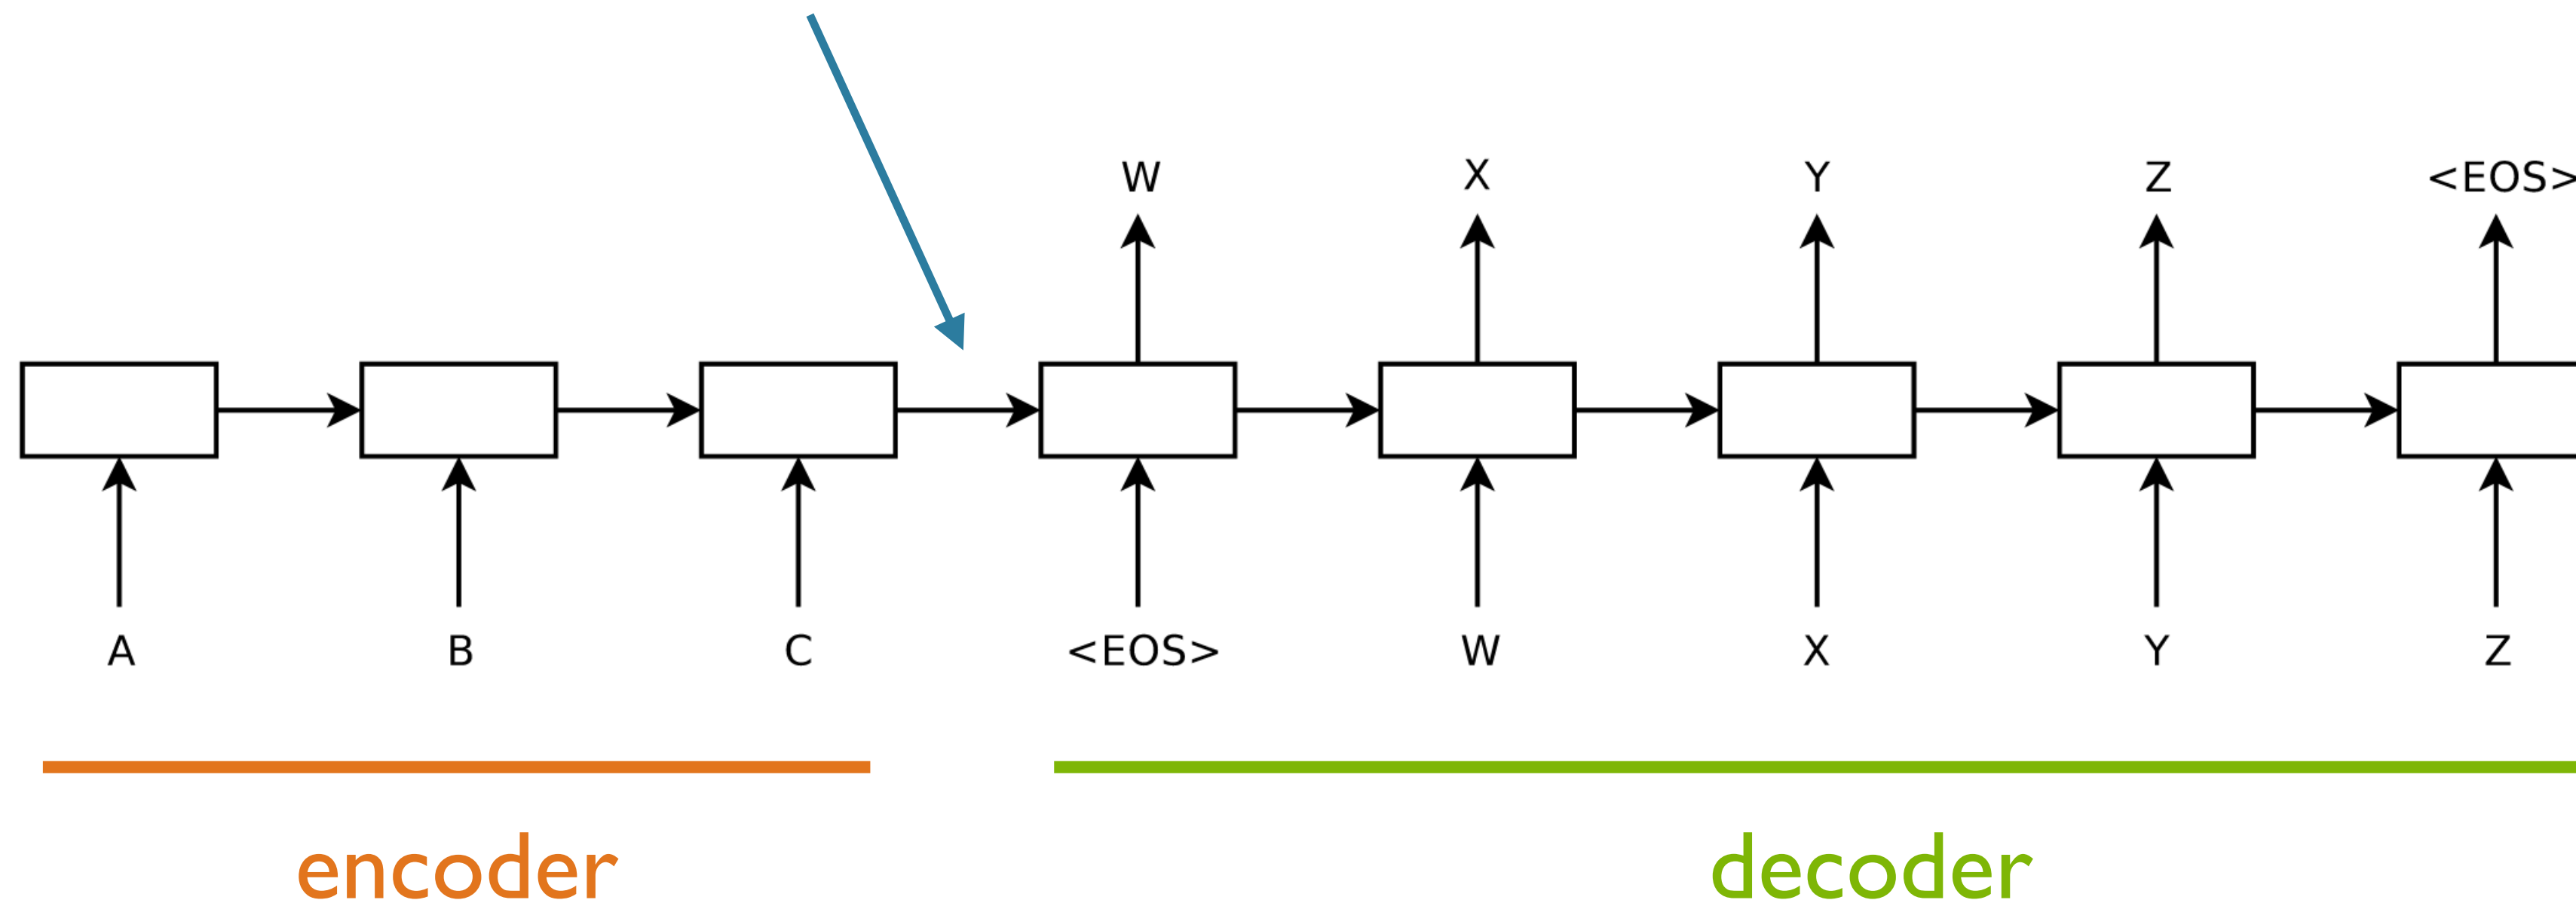 W X Y Z <EOS>
A B C <EOS> W X Y Z
encoder decoder